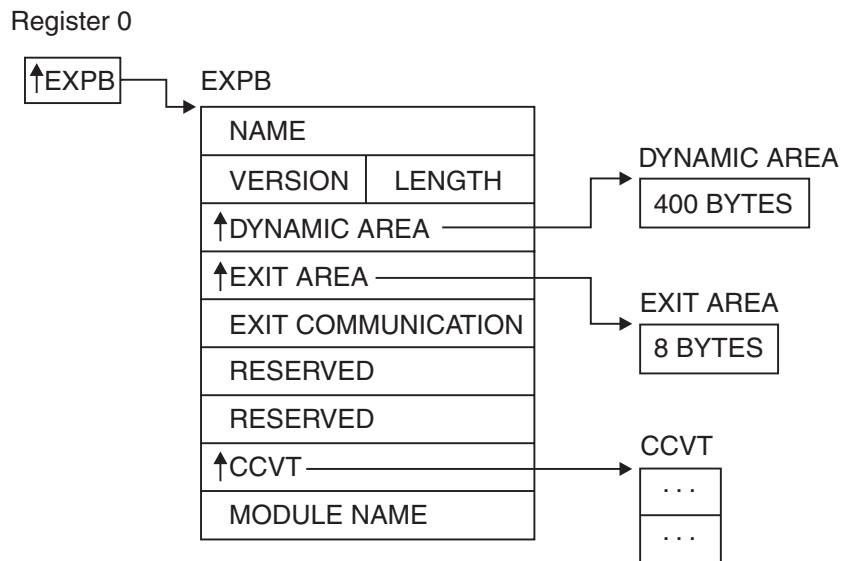 Register 0
↑EXPB
EXPB
NAME
VERSION LENGTH
↑DYNAMIC AREA
↑EXIT AREA
EXIT COMMUNICATION
RESERVED
RESERVED
↑CCVT
MODULE NAME
DYNAMIC AREA
400 BYTES
EXIT AREA
8 BYTES
CCVT
. . .
. . .